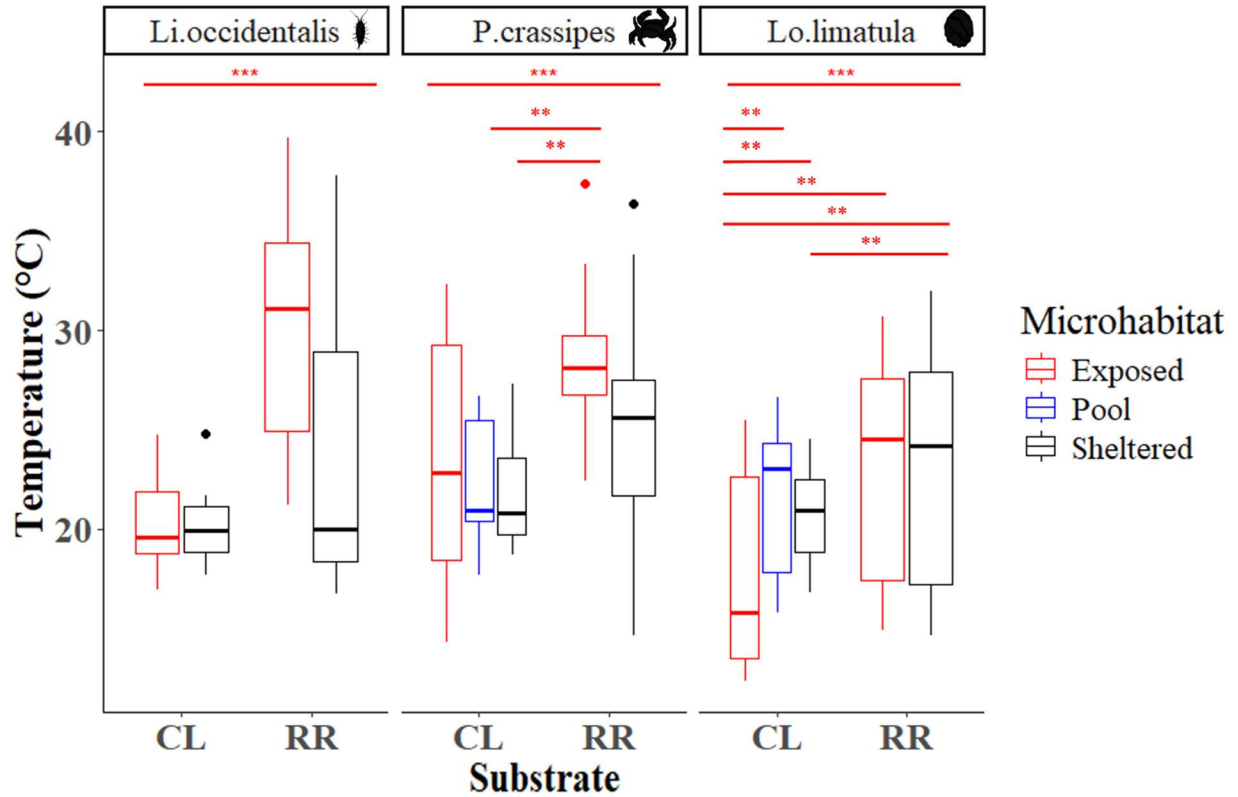 Li.occidentalis
P.crassipes
Lo.limatula
***
***
***
**
**
**
**
**
**
**
40
30
20
Temperature (°C)
Microhabitat
Exposed
Pool
Sheltered
CL
RR
CL
RR
CL
RR
Substrate